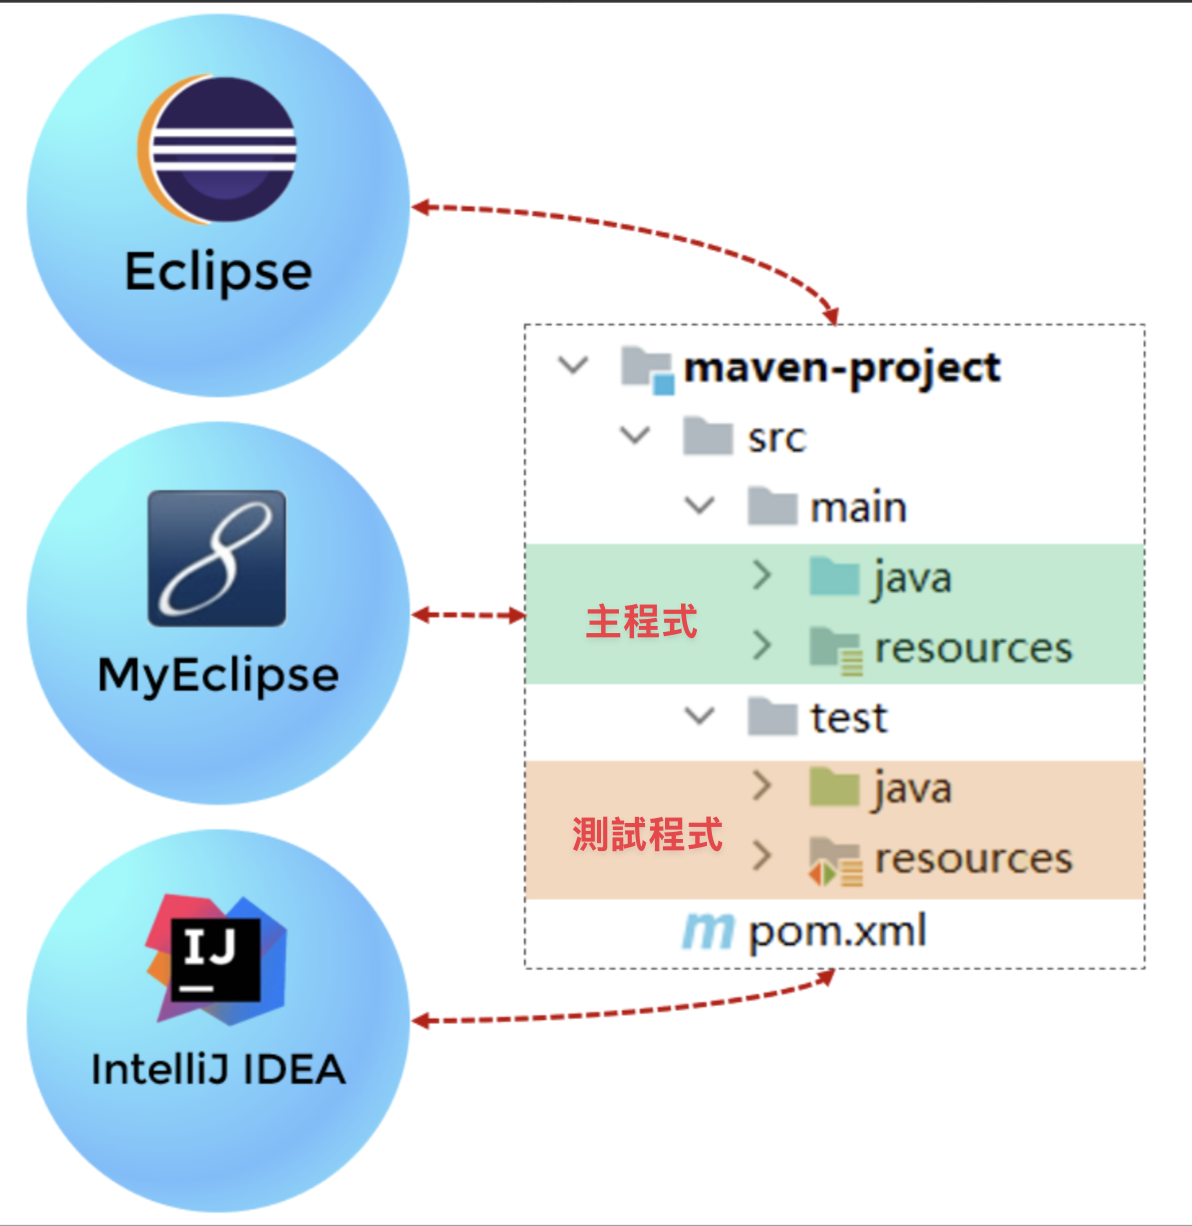 Eclipse
MyEclipse
IJ
IntelliJ IDEA
maven-project
src
main
java
主程式
resources
test
java
測試程式
resources
m pom.xml